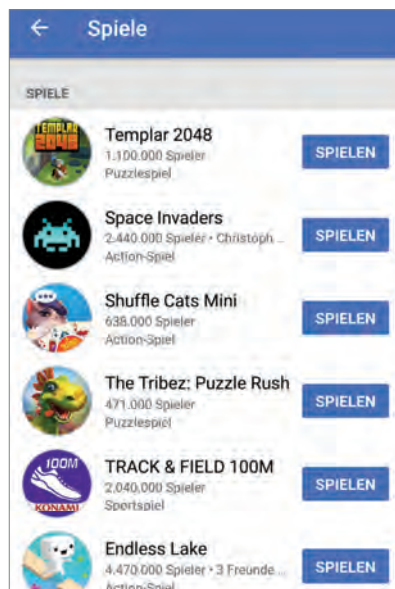 Spiele
SPIELE
TEMPLAR
2048
Templar 2048
1.100.000 Spieler
Puzzlespiel
SPIELEN
Space Invaders
2.440.000 Spieler • Christoph ...
Action-Spiel
SPIELEN
Shuffle Cats Mini
638.000 Spieler
Action-Spiel
SPIELEN
The Tribez: Puzzle Rush
471.000 Spieler
Puzzlespiel
SPIELEN
100M
KONAMI
TRACK & FIELD 100M
2.040.000 Spieler
Sportspiel
SPIELEN
Endless Lake
4.470.000 Spieler • 3 Freunde ...
Action-Spiel
SPIELEN